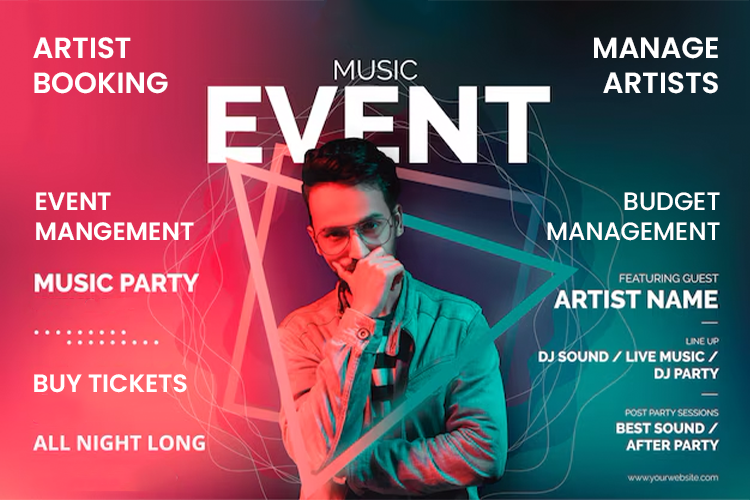 ARTIST
BOOKING
MUSIC
EVENT
MANAGE
ARTISTS
EVENT
MANGEMENT
MUSIC PARTY
BUY TICKETS
ALL NIGHT LONG
BUDGET
MANAGEMENT
FEATURING GUEST
ARTIST NAME
LINE UP
DJ SOUND / LIVE MUSIC /
DJ PARTY
POST PARTY SESSIONS
BEST SOUND /
AFTER PARTY
www.yourwebsite.com